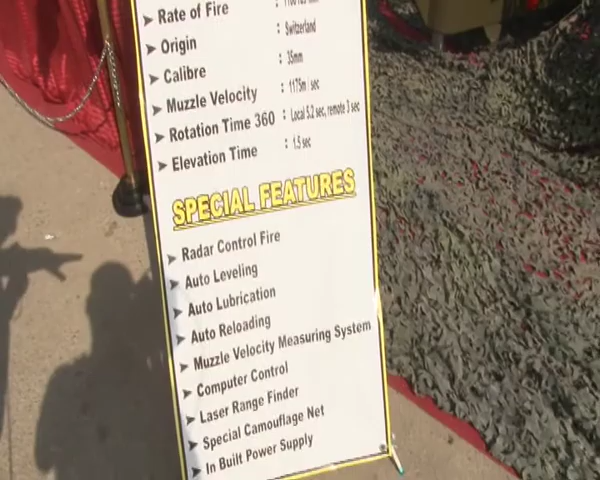 ➤ Rate of Fire :
➤ Origin : Switzerland
➤ Calibre : 35mm
➤ Muzzle Velocity : 1175m / sec
➤ Rotation Time 360 : Local 5.2 sec, remote 3 sec
➤ Elevation Time : 1.5 sec
SPECIAL FEATURES
➤ Radar Control Fire
➤ Auto Leveling
➤ Auto Lubrication
➤ Auto Reloading
➤ Muzzle Velocity Measuring System
➤ Computer Control
➤ Laser Range Finder
➤ Special Camouflage Net
➤ In Built Power Supply